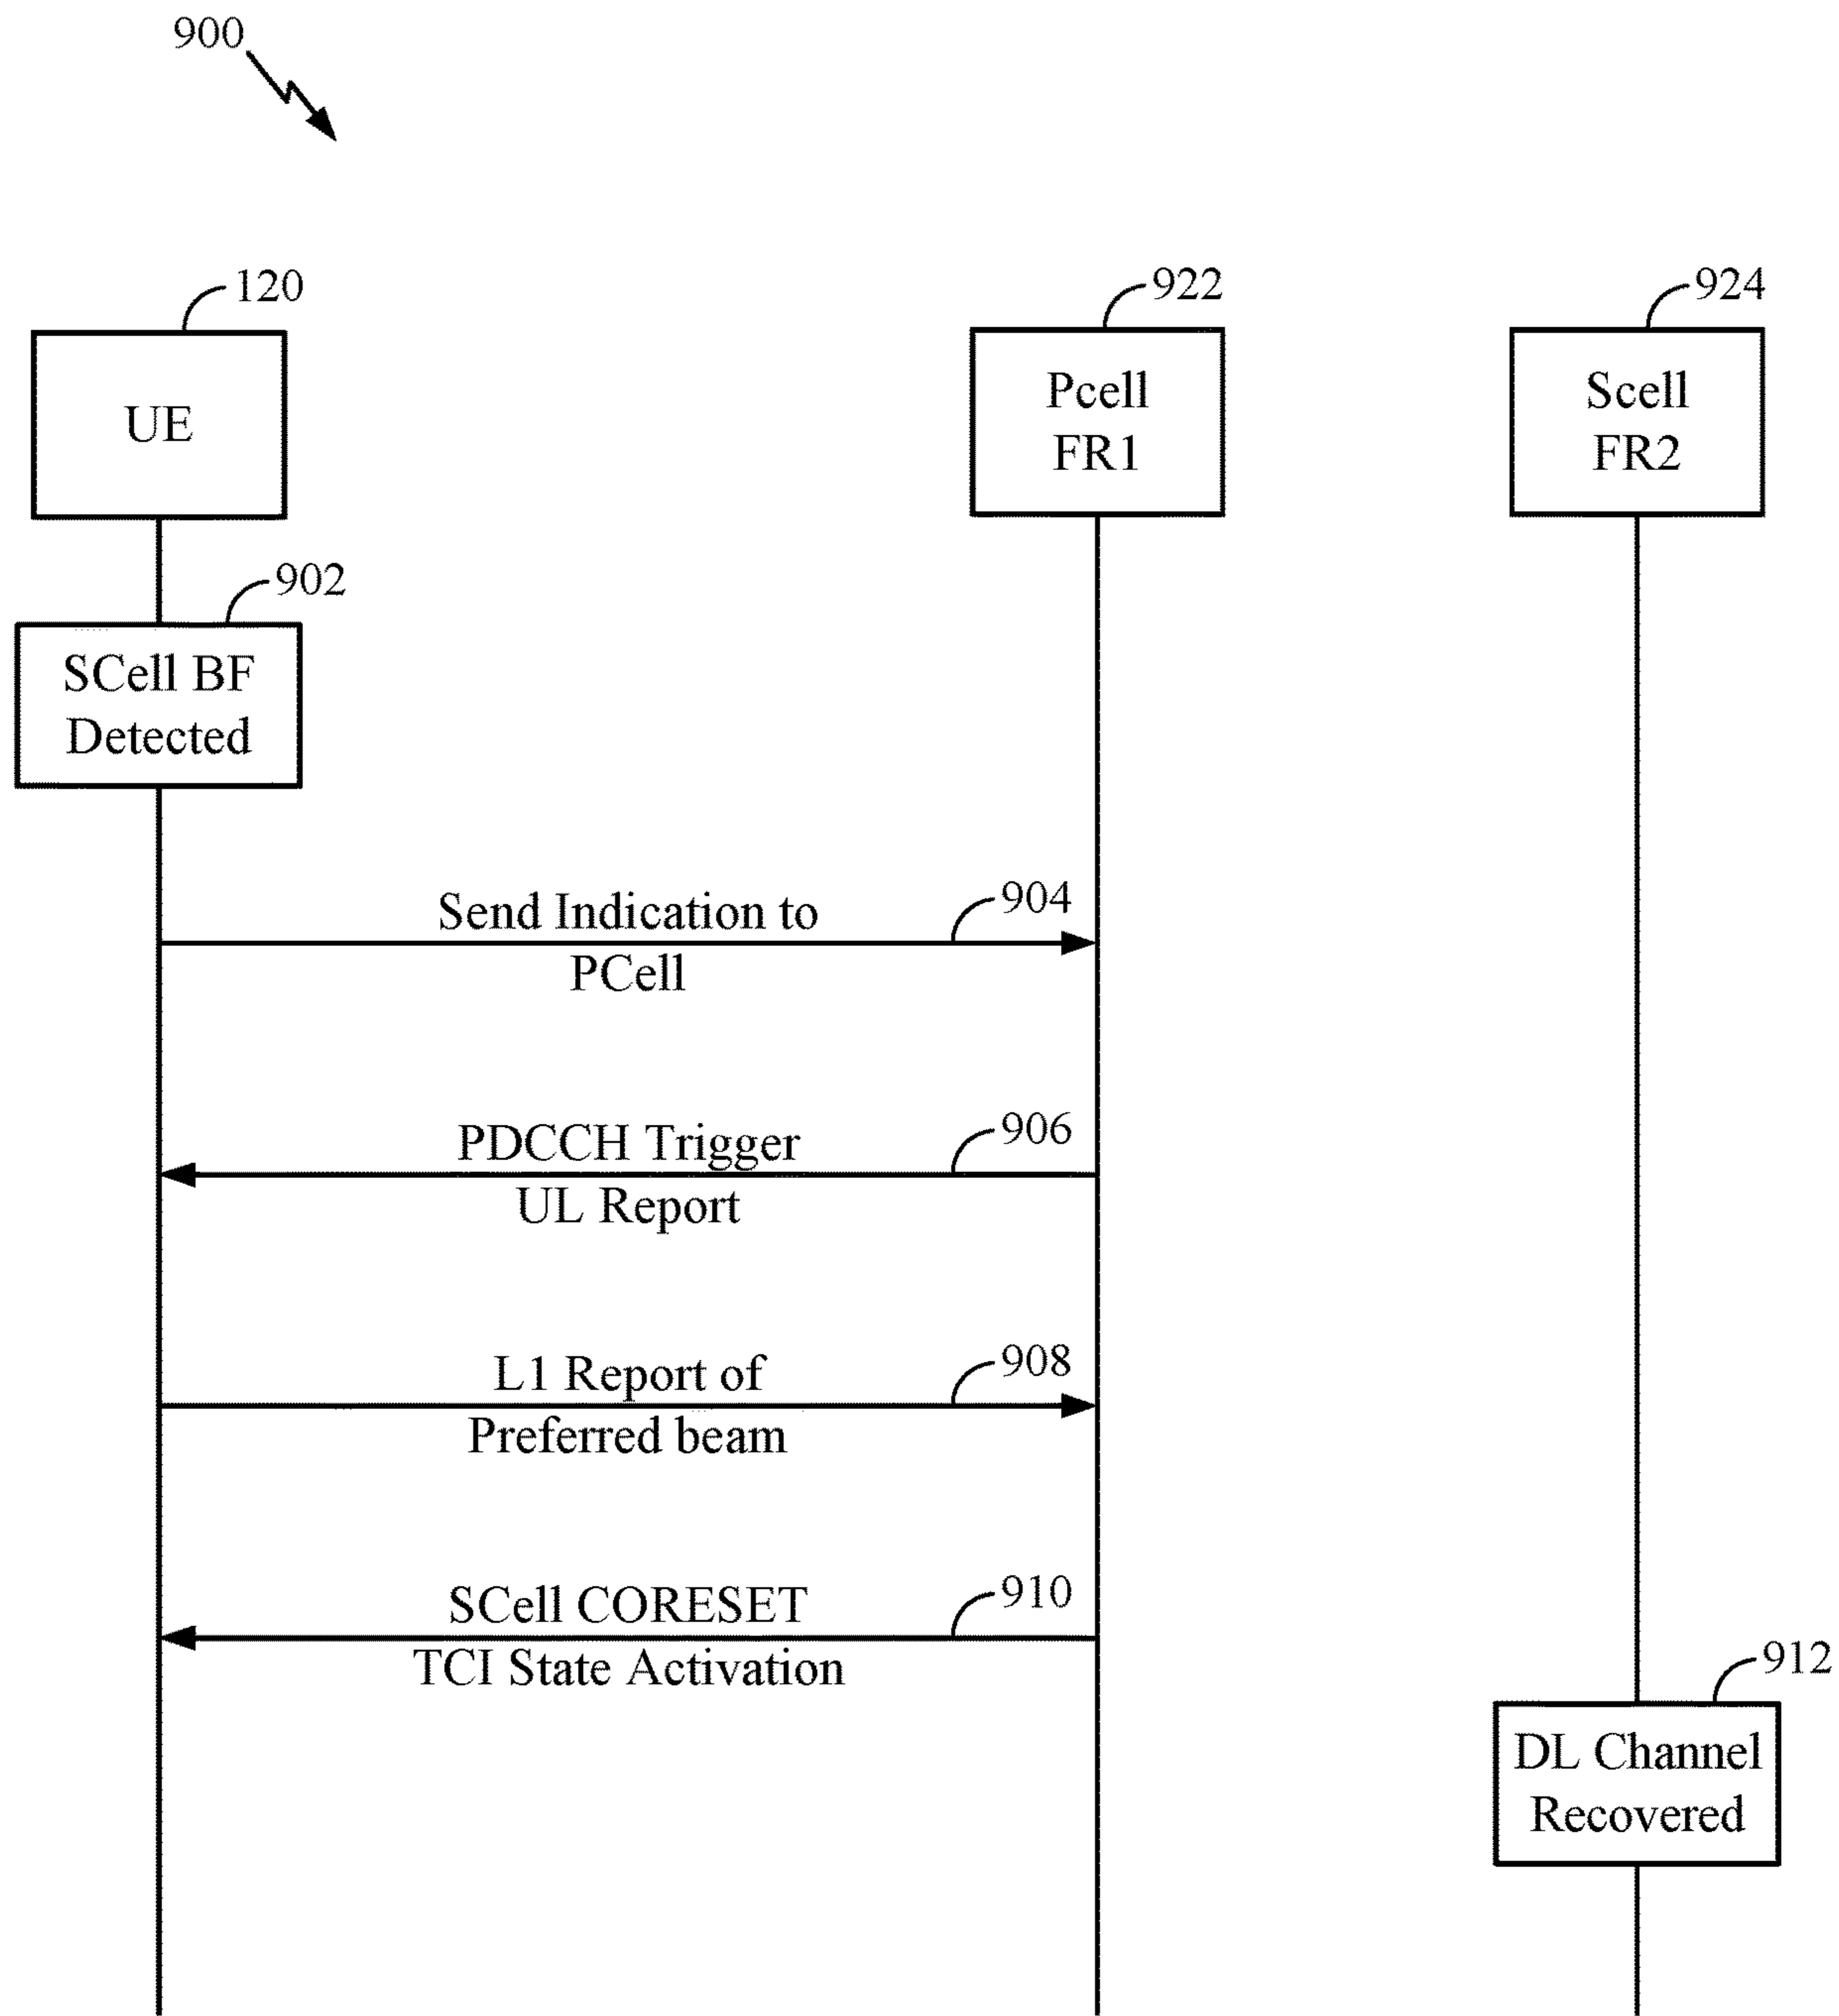 900
120
922
924
UE
Pcell
FR1
Scell
FR2
902
SCell BF
Detected
904
Send Indication to
PCell
906
PDCCH Trigger
UL Report
908
L1 Report of
Preferred beam
910
SCell CORESET
TCI State Activation
912
DL Channel
Recovered